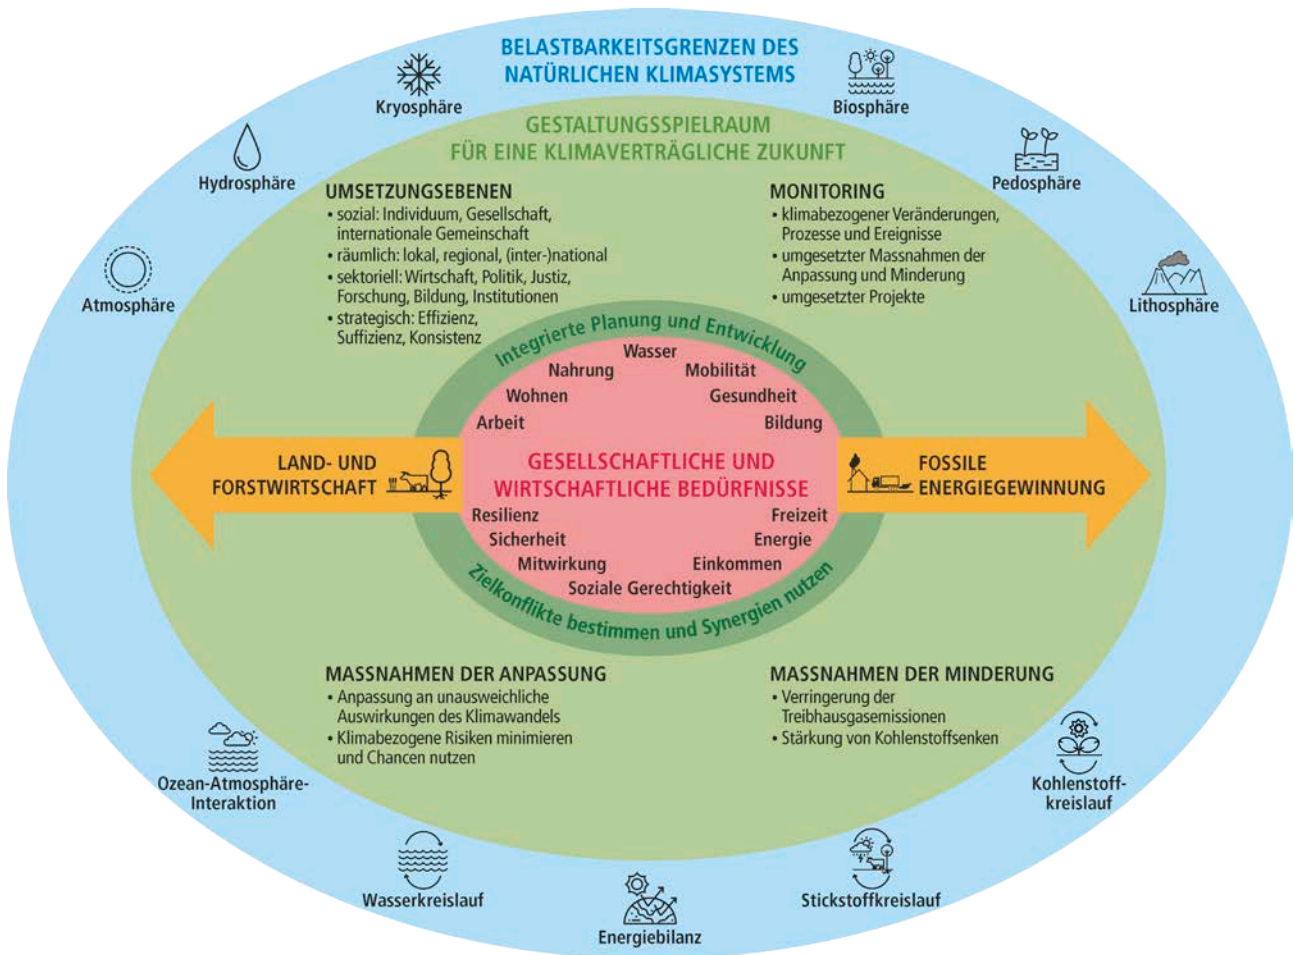 BELASTBARKEITSGRENZEN DES
NATÜRLICHEN KLIMASYSTEMS
Kryosphäre
Biosphäre
Hydrosphäre
Pedosphäre
Atmosphäre
Lithosphäre
GESTALTUNGSSPIELRAUM
FÜR EINE KLIMAVERTRÄGLICHE ZUKUNFT
UMSETZUNGSEBENEN
• sozial: Individuum, Gesellschaft,
internationale Gemeinschaft
• räumlich: lokal, regional, (inter-)national
• sektoriell: Wirtschaft, Politik, Justiz,
Forschung, Bildung, Institutionen
• strategisch: Effizienz,
Suffizienz, Konsistenz
MONITORING
• klimabezogener Veränderungen,
Prozesse und Ereignisse
• umgesetzter Massnahmen der
Anpassung und Minderung
• umgesetzter Projekte
Integrierte Planung und Entwicklung
Wasser
Nahrung
Mobilität
Wohnen
Gesundheit
Arbeit
Bildung
LAND- UND
FORSTWIRTSCHAFT
GESELLSCHAFTLICHE UND
WIRTSCHAFTLICHE BEDÜRFNISSE
FOSSILE
ENERGIEGEWINNUNG
Resilienz
Freizeit
Sicherheit
Energie
Mitwirkung
Einkommen
Soziale Gerechtigkeit
Zielkonflikte bestimmen und Synergien nutzen
MASSNAHMEN DER ANPASSUNG
• Anpassung an unausweichliche
Auswirkungen des Klimawandels
• Klimabezogene Risiken minimieren
und Chancen nutzen
MASSNAHMEN DER MINDERUNG
• Verringerung der
Treibhausgasemissionen
• Stärkung von Kohlenstoffsenken
Ozean-Atmosphäre-
Interaktion
Kohlenstoff-
kreislauf
Wasserkreislauf
Stickstoffkreislauf
Energiebilanz